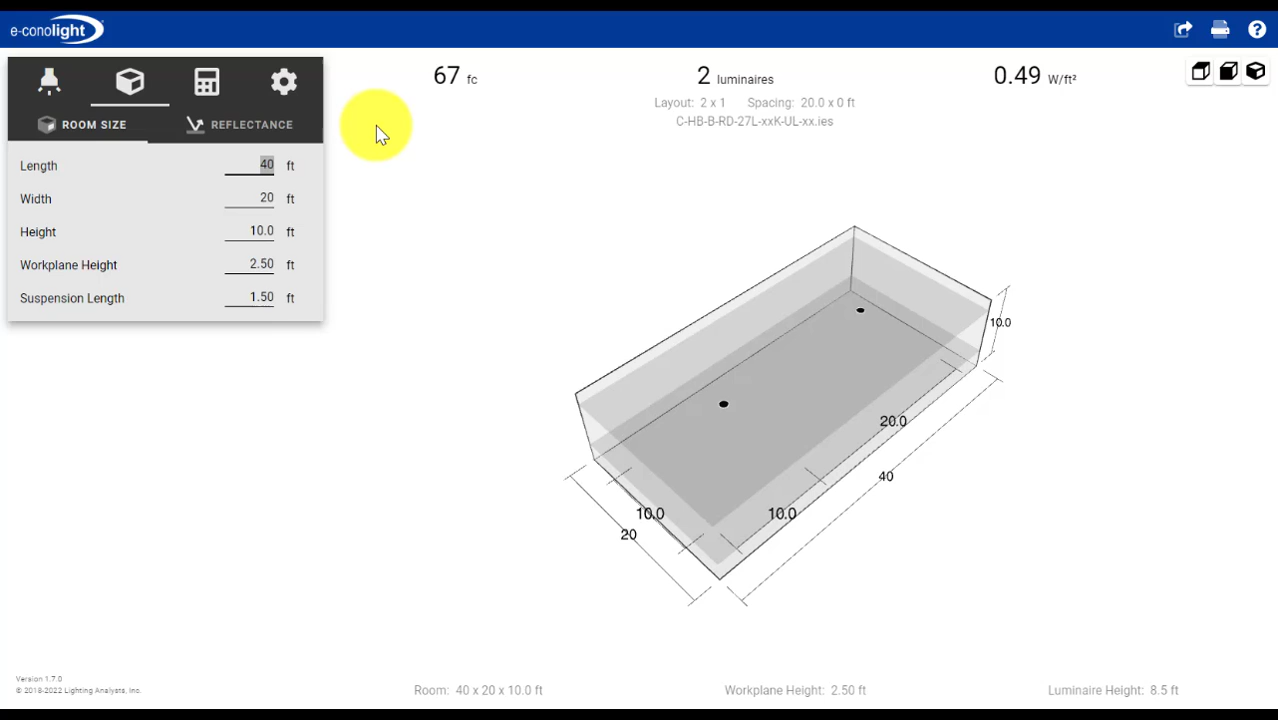 e-conolight
67 fc
2 luminaires
0.49 W/ft²
Layout: 2 x 1 Spacing: 20.0 x 0 ft
C-HB-B-RD-27L-xxK-UL-xx.ies
ROOM SIZE
REFLECTANCE
Length 40 ft
Width 20 ft
Height 10.0 ft
Workplane Height 2.50 ft
Suspension Length 1.50 ft
10.0
20.0
40
10.0
10.0
20
Version 1.7.0
© 2018-2022 Lighting Analysts, Inc.
Room: 40 x 20 x 10.0 ft
Workplane Height: 2.50 ft
Luminaire Height: 8.5 ft